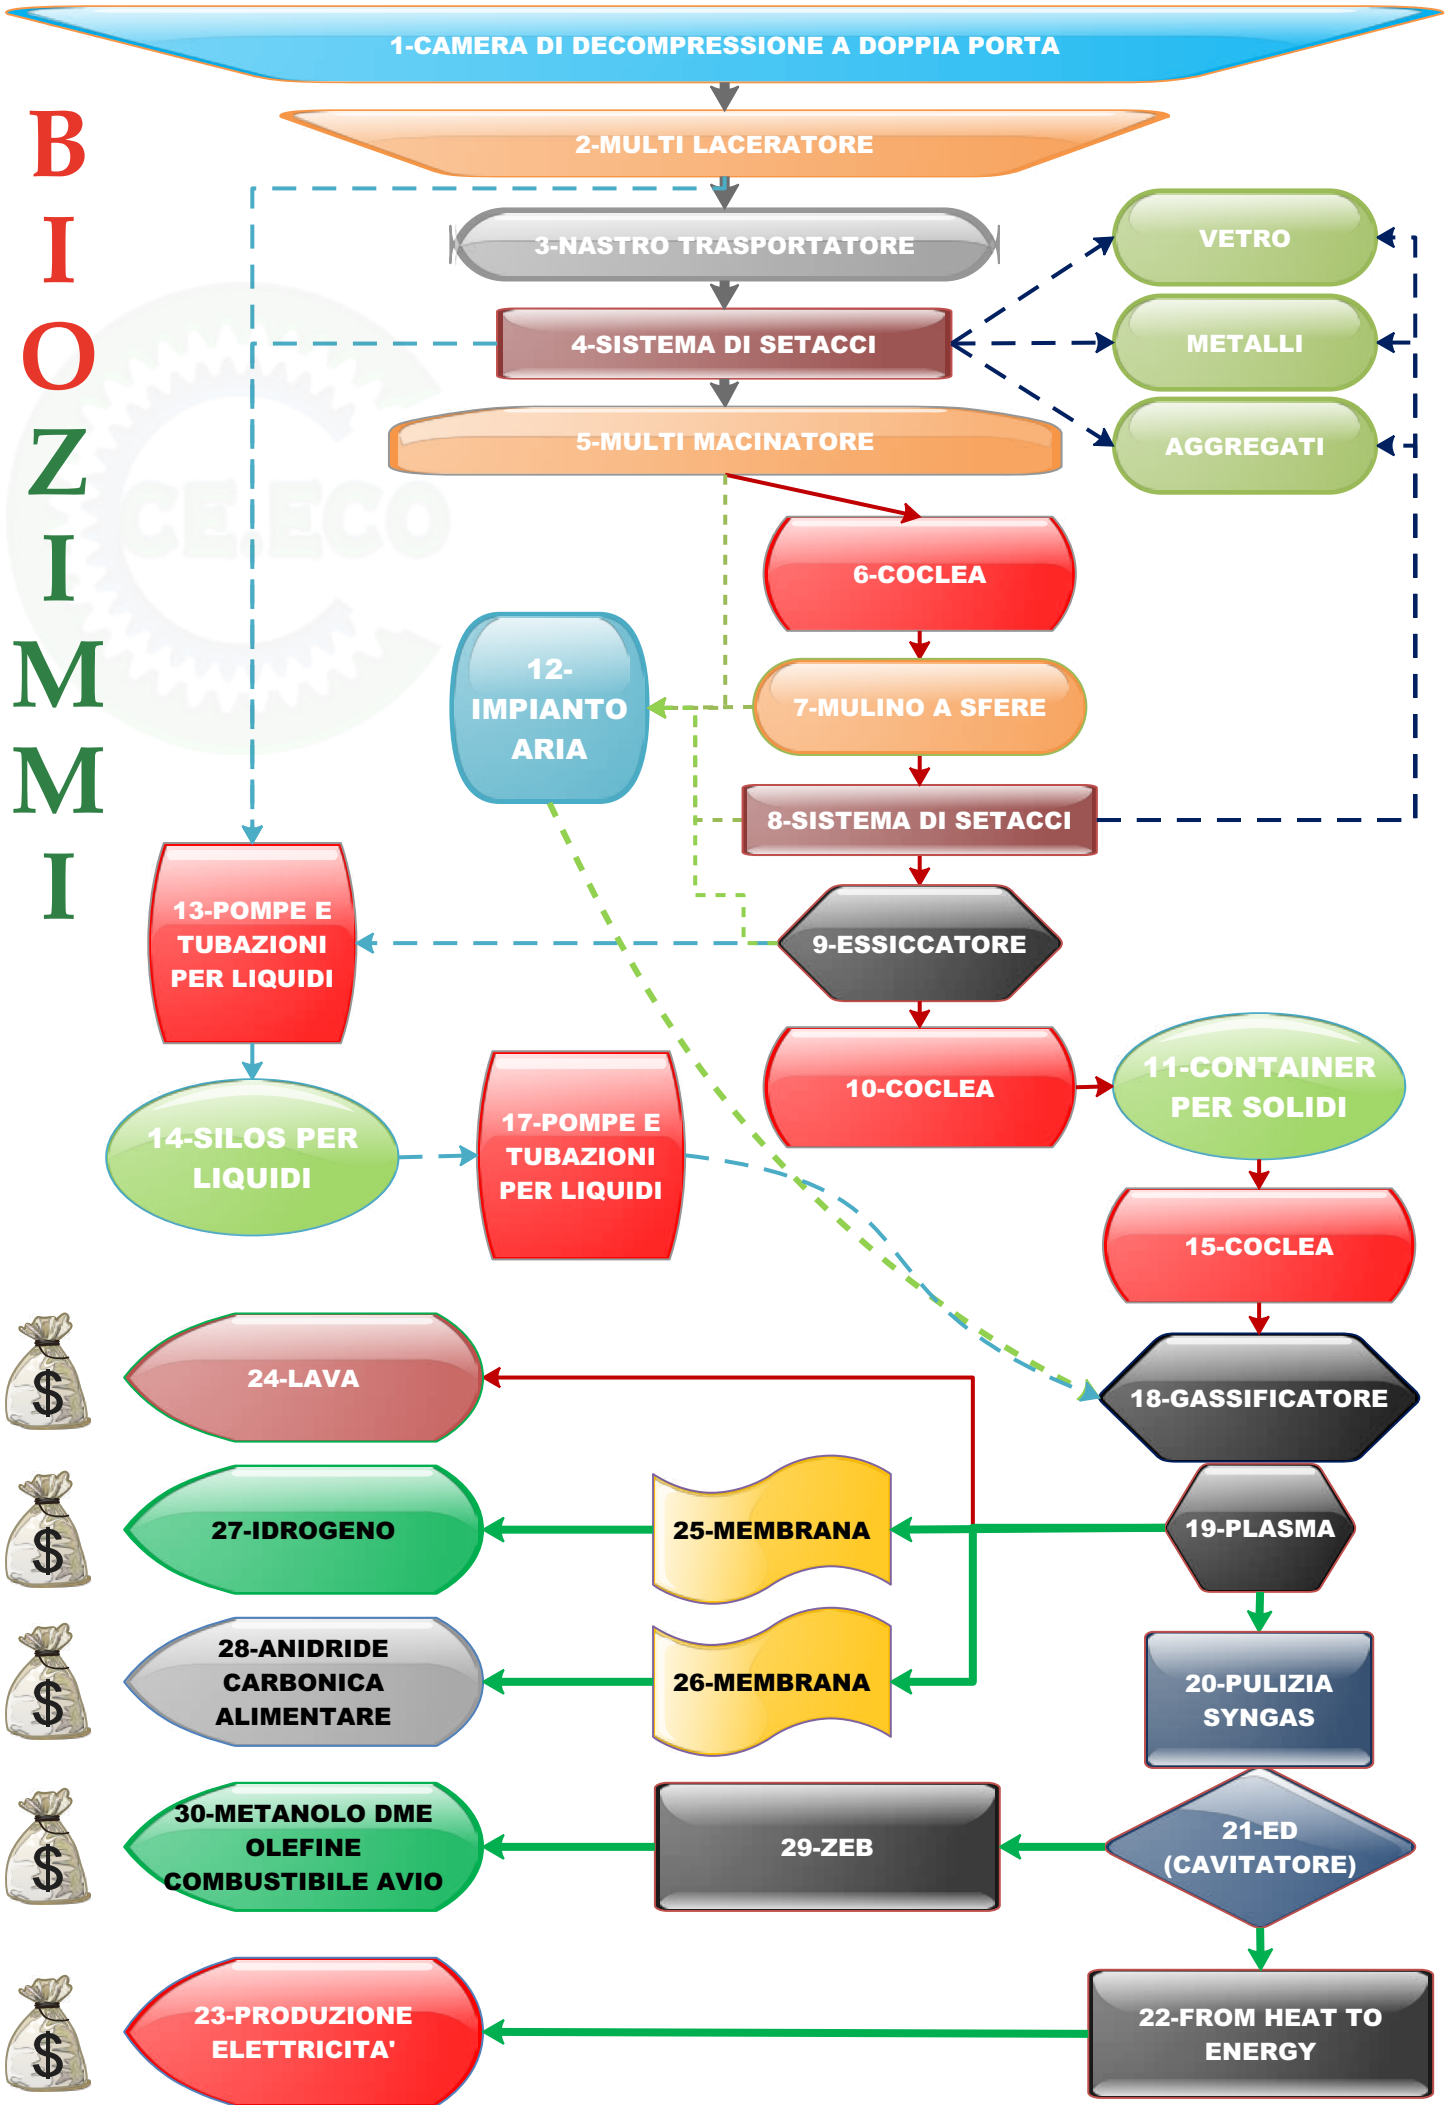 1-CAMERA DI DECOMPRESSIONE A DOPPIA PORTA
2-MULTI LACERATORE
3-NASTRO TRASPORTATORE
4-SISTEMA DI SETACCI
5-MULTI MACINATORE
VETRO
METALLI
AGGREGATI
B
I
O
Z
I
M
M
I
CE.ECO
6-COCLEA
12-
IMPIANTO
ARIA
7-MULINO A SFERE
8-SISTEMA DI SETACCI
13-POMPE E
TUBAZIONI
PER LIQUIDI
9-ESSICCATORE
10-COCLEA
11-CONTAINER
PER SOLIDI
14-SILOS PER
LIQUIDI
17-POMPE E
TUBAZIONI
PER LIQUIDI
15-COCLEA
18-GASSIFICATORE
$
24-LAVA
$
27-IDROGENO
25-MEMBRANA
19-PLASMA
$
28-ANIDRIDE
CARBONICA
ALIMENTARE
26-MEMBRANA
20-PULIZIA
SYNGAS
$
30-METANOLO DME
OLEFINE
COMBUSTIBILE AVIO
29-ZEB
21-ED
(CAVITATORE)
$
23-PRODUZIONE
ELETTRICITA'
22-FROM HEAT TO
ENERGY